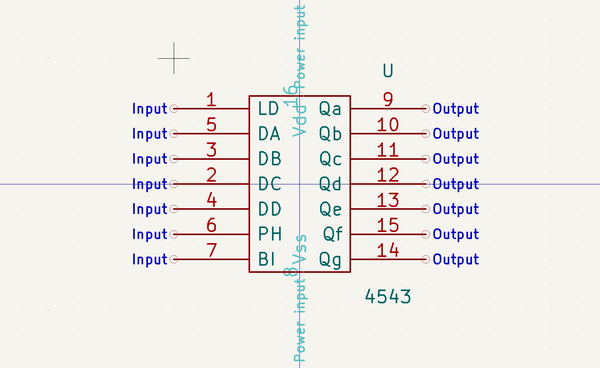 Power input
U
16
Vdd
Input 1 LD Qa 9 Output
Input 5 DA Qb 10 Output
Input 3 DB Qc 11 Output
Input 2 DC Qd 12 Output
Input 4 DD Qe 13 Output
Input 6 PH Qf 15 Output
Input 7 BI Qg 14 Output
Vss
8
Power input
4543